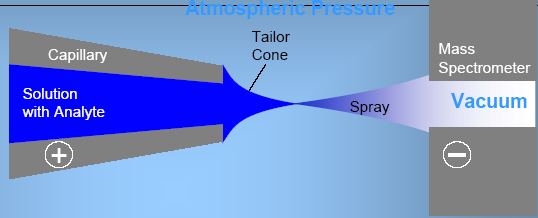 Atmospheric Pressure
Capillary
Tailor
Cone
Mass
Spectrometer
Solution
with Analyte
Spray
Vacuum
+
−